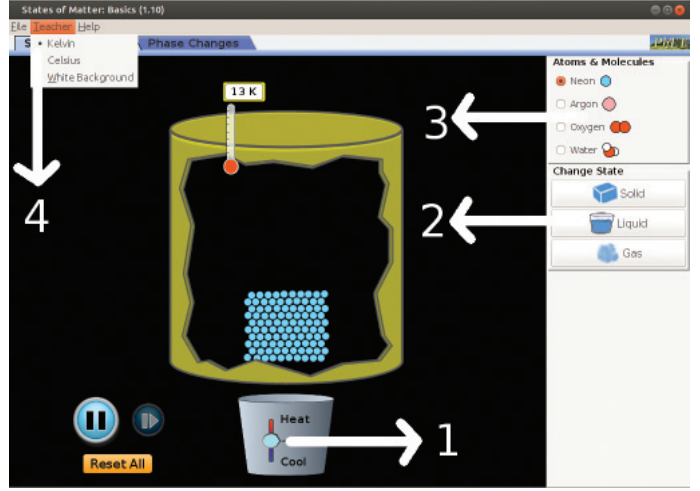 States of Matter: Basics (1.10)
File Teacher Help
Phase Changes
Kelvin
Celsius
White Background
13 K
Atoms & Molecules
Neon
Argon
Oxygen
Water
Change State
Solid
Liquid
Gas
3
2
4
1
Heat
Cool
Reset All